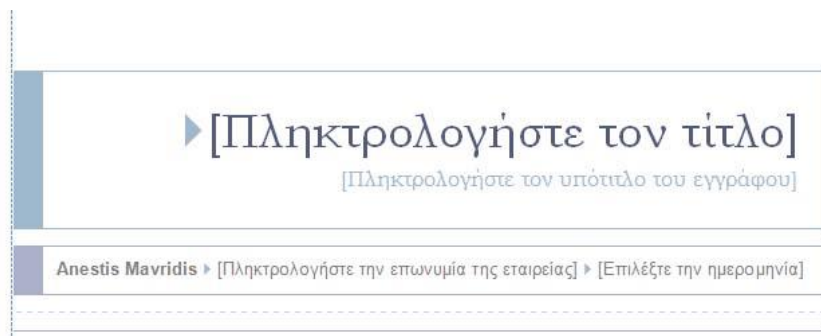 [Πληκτρολογήστε τον τίτλο]
[Πληκτρολογήστε τον υπότιτλο του εγγράφου]
Anestis Mavridis [Πληκτρολογήστε την επωνυμία της εταιρείας] [Επιλέξτε την ημερομηνία]